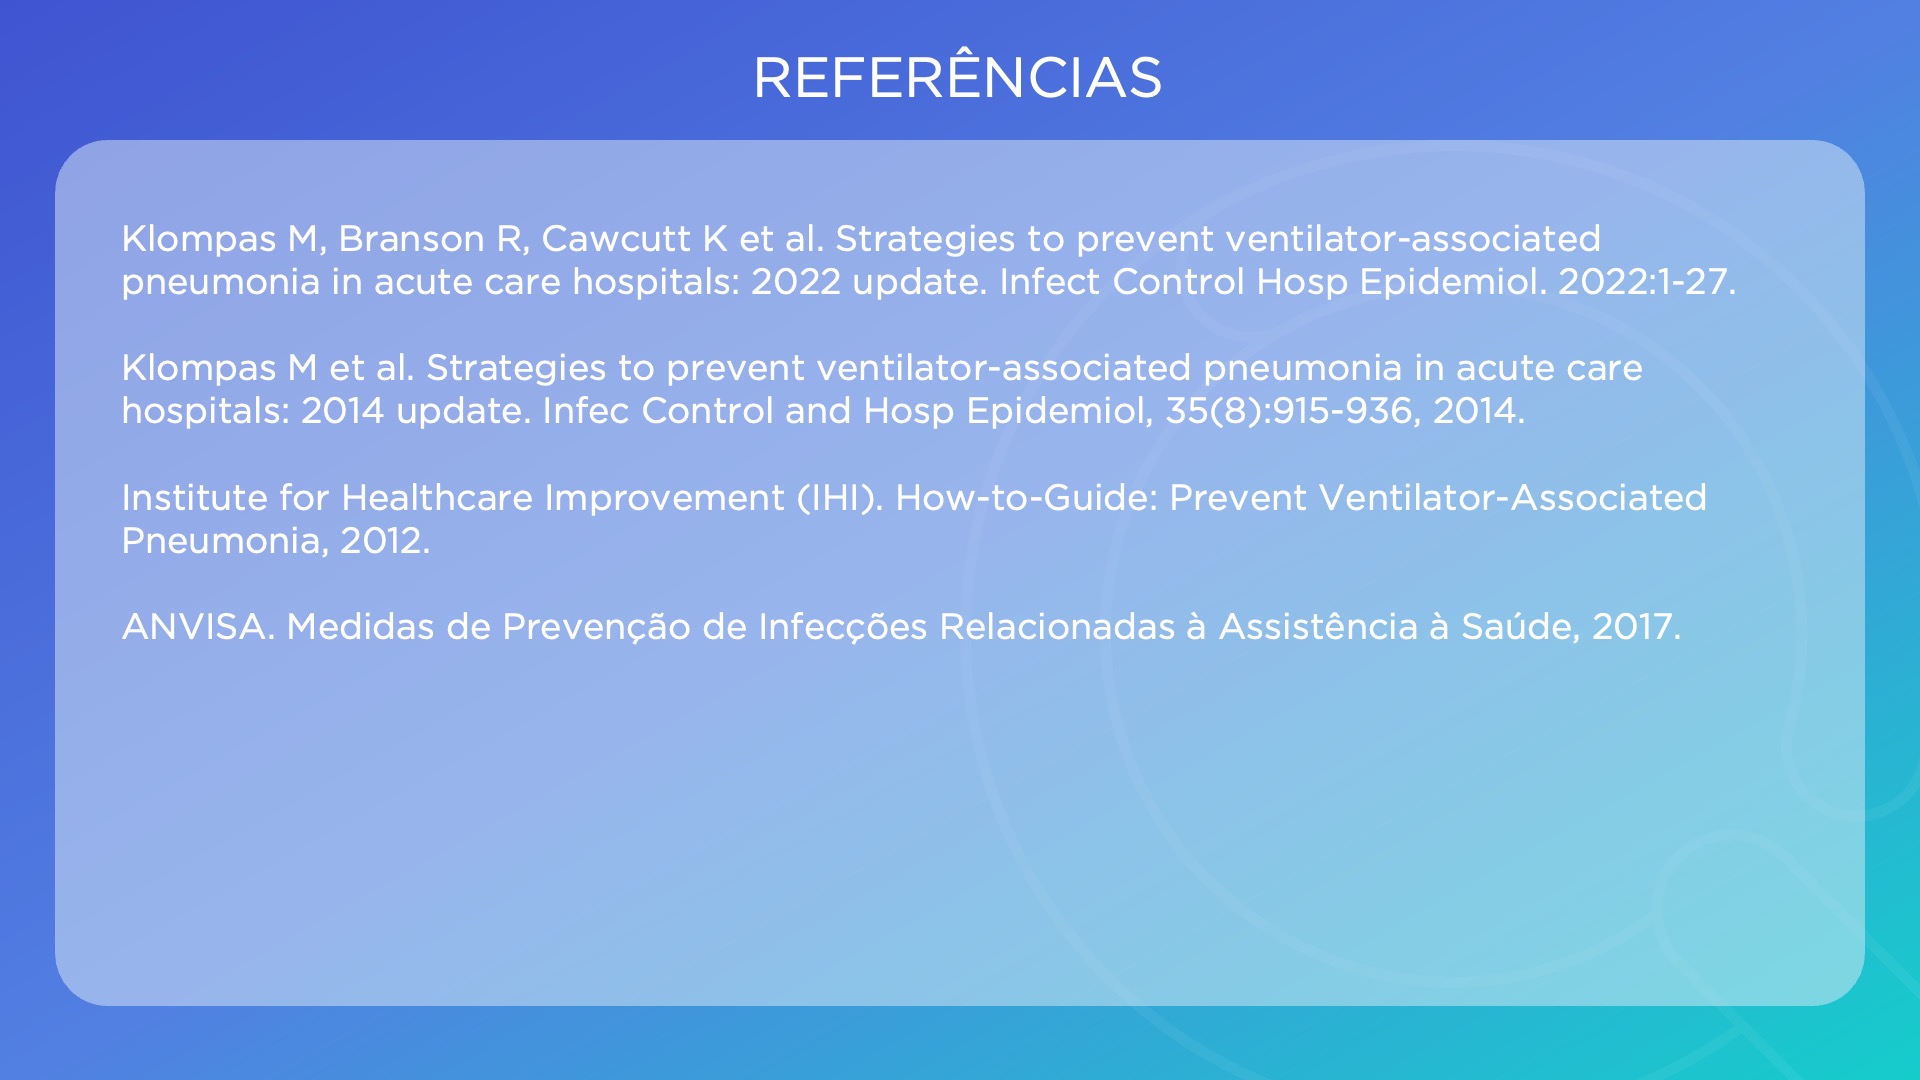 REFERÊNCIAS
Klompas M, Branson R, Cawcutt K et al. Strategies to prevent ventilator-associated
pneumonia in acute care hospitals: 2022 update. Infect Control Hosp Epidemiol. 2022:1-27.
Klompas M et al. Strategies to prevent ventilator-associated pneumonia in acute care
hospitals: 2014 update. Infec Control and Hosp Epidemiol, 35(8):915-936, 2014.
Institute for Healthcare Improvement (IHI). How-to-Guide: Prevent Ventilator-Associated
Pneumonia, 2012.
ANVISA. Medidas de Prevenção de Infecções Relacionadas à Assistência à Saúde, 2017.